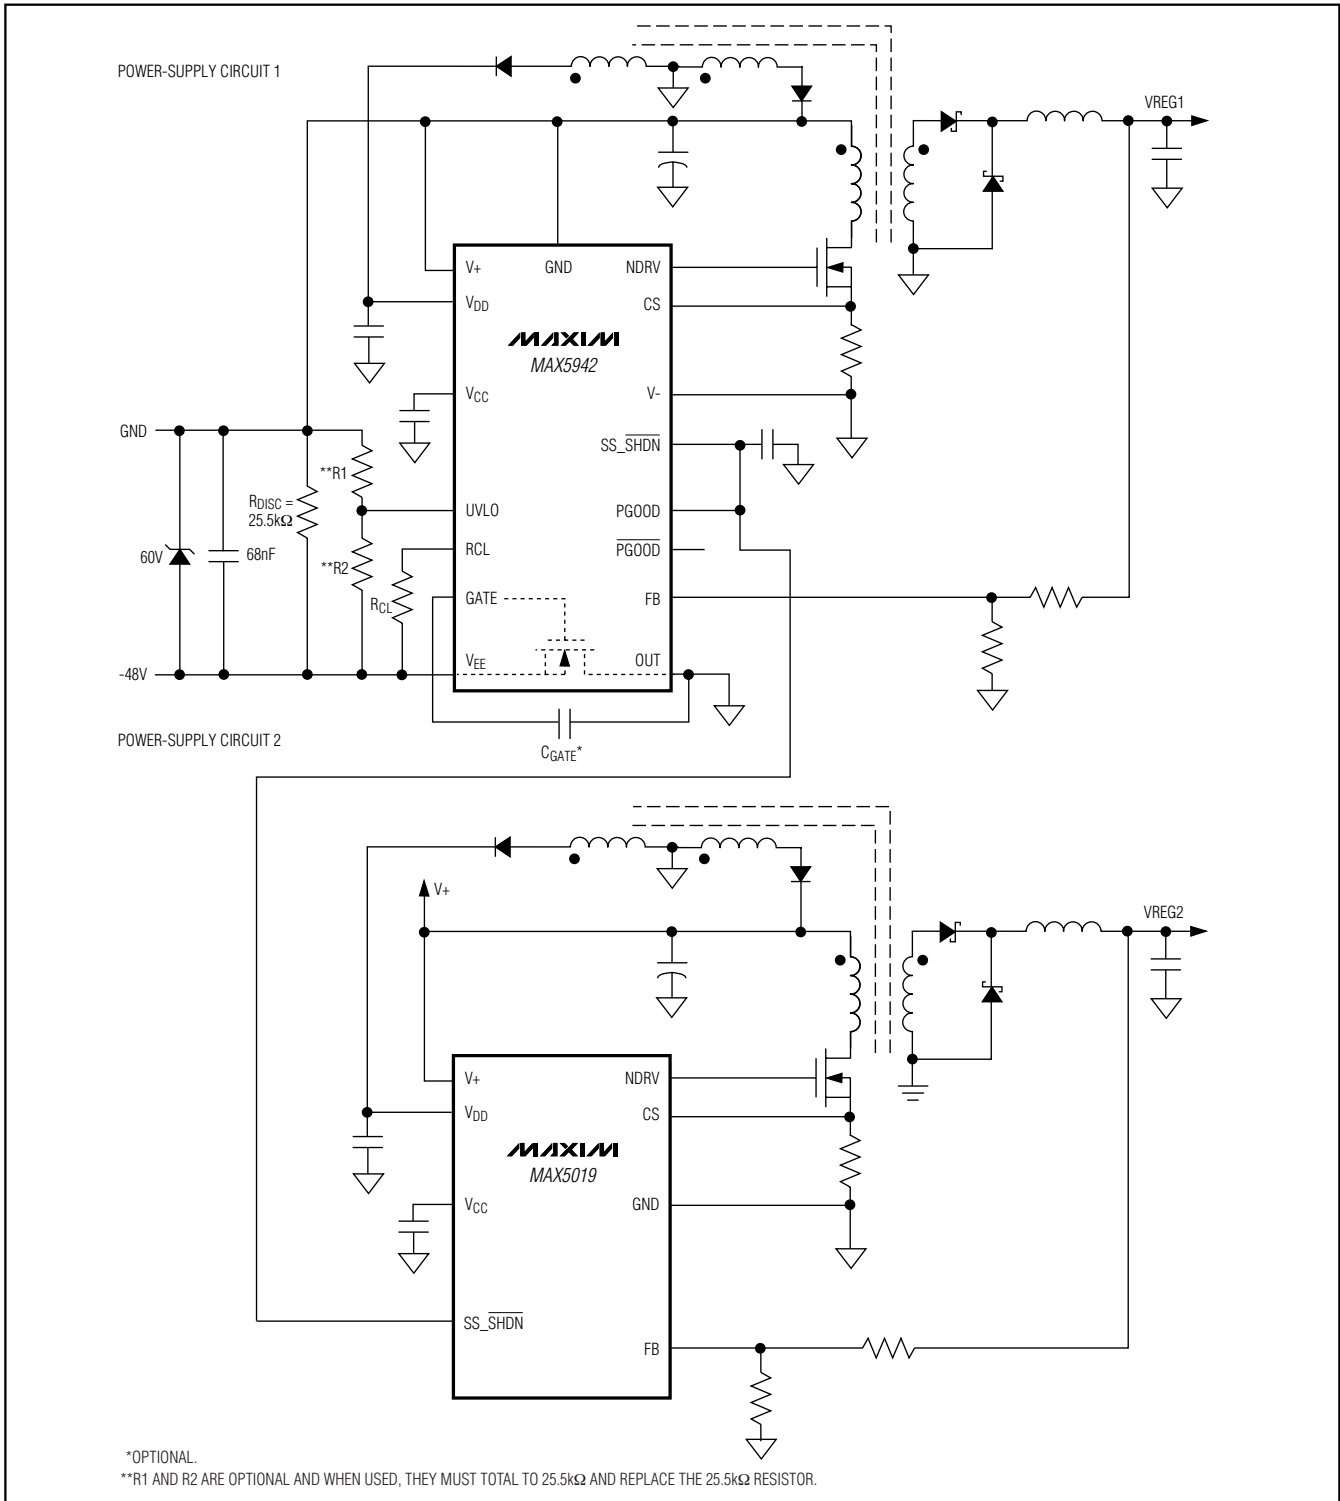 POWER-SUPPLY CIRCUIT 1
VREG1
V+
GND
NDRV
VDD
CS
MAXIM
MAX5942
VCC
V-
GND
SS_SHDN
**R1
RDISC =
25.5kΩ
UVLO
PGOOD
60V
68nF
**R2
RCL
PGOOD
RCL
GATE
FB
VEE
OUT
-48V
POWER-SUPPLY CIRCUIT 2
CGATE*
V+
VREG2
V+
NDRV
VDD
CS
MAXIM
MAX5019
VCC
GND
SS_SHDN
FB
*OPTIONAL.
**R1 AND R2 ARE OPTIONAL AND WHEN USED, THEY MUST TOTAL TO 25.5kΩ AND REPLACE THE 25.5kΩ RESISTOR.